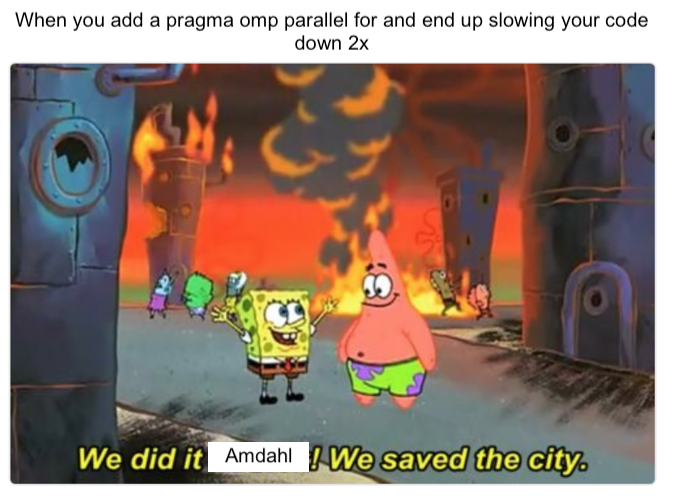 When you add a pragma omp parallel for and end up slowing your code
down 2x
We did it Amdahl ! We saved the city.